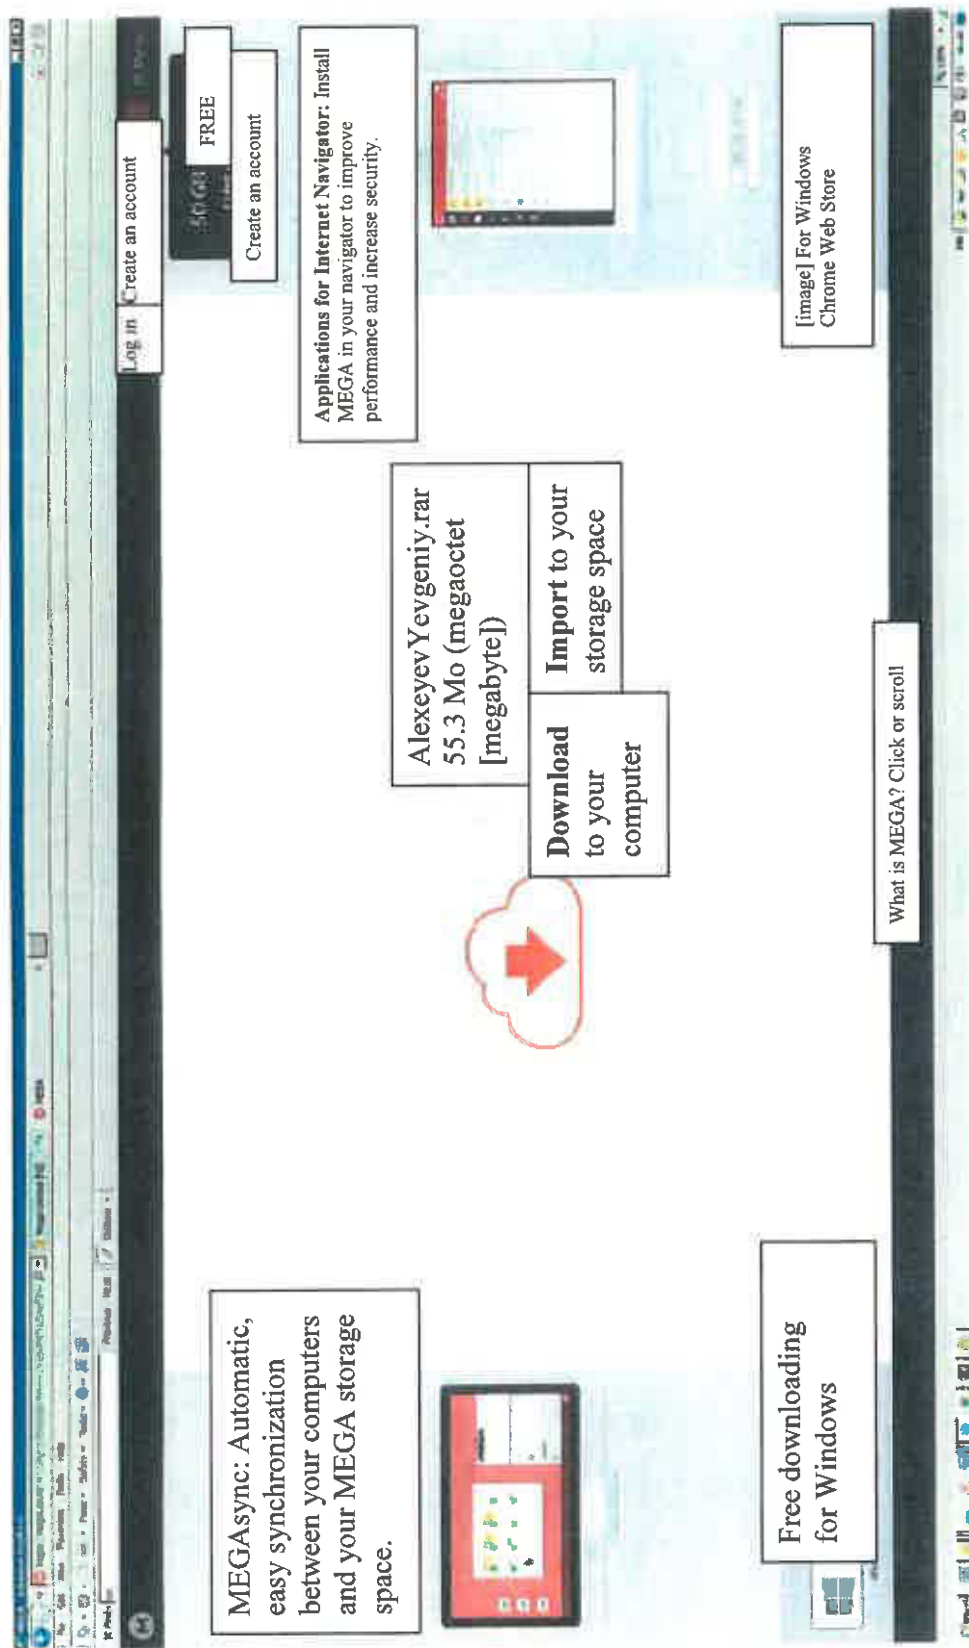 Log in
Create an account
50 GB
FREE
Create an account
MEGAsync: Automatic,
easy synchronization
between your computers
and your MEGA storage
space.
Applications for Internet Navigator: Install
MEGA in your navigator to improve
performance and increase security.
AlexeyevYevgeniy.rar
55.3 Mo (megaoctet
[megabyte])
Download
to your
computer
Import to your
storage space
Free downloading
for Windows
[image] For Windows
Chrome Web Store
What is MEGA? Click or scroll